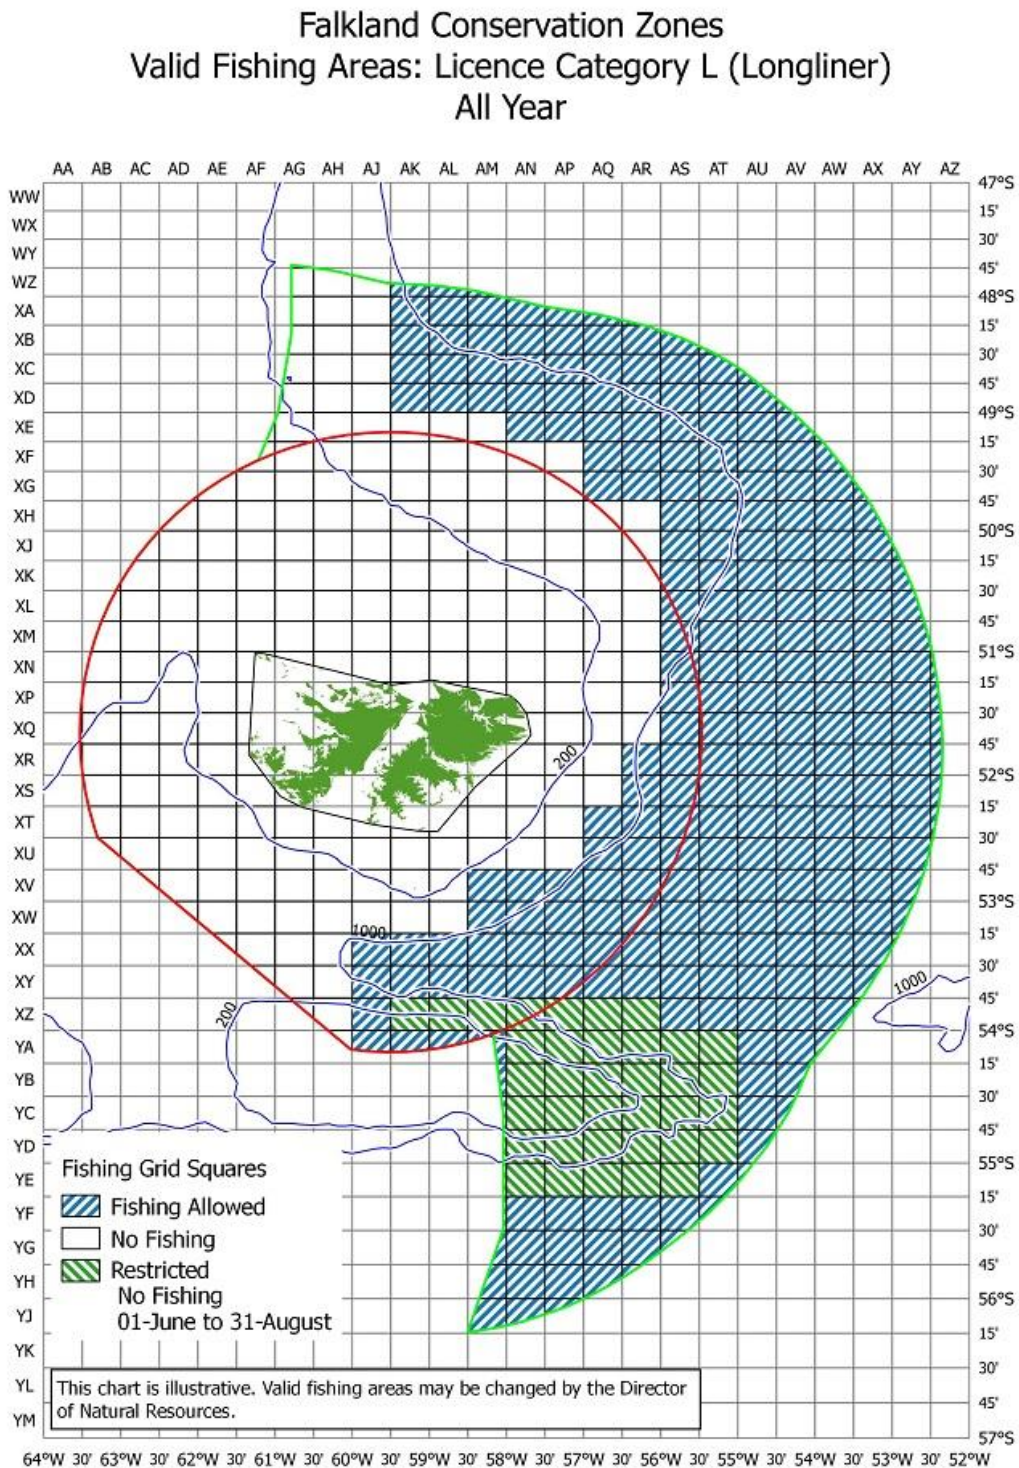 Falkland Conservation Zones
Valid Fishing Areas: Licence Category L (Longliner)
All Year
AA AB AC AD AE AF AG AH AJ AK AL AM AN AP AQ AR AS AT AU AV AW AX AY AZ
WW 47°S
WX 15'
WY 30'
WZ 45'
XA 48°S
XB 15'
XC 30'
XD 45'
XE 49°S
XF 15'
XG 30'
XH 45'
XJ 50°S
XK 15'
XL 30'
XM 45'
XN 51°S
XP 15'
XQ 30'
XR 45'
200
XS 52°S
XT 15'
XU 30'
XV 45'
XW 53°S
1000
XX 15'
XY 30'
1000
XZ 45'
200
YA 54°S
YB 15'
YC 30'
YD 45'
YE 55°S
YF 15'
YG 30'
YH 45'
YJ 56°S
YK 15'
YL 30'
YM 45'
57°S
Fishing Grid Squares
Fishing Allowed
No Fishing
Restricted
No Fishing
01-June to 31-August
This chart is illustrative. Valid fishing areas may be changed by the Director
of Natural Resources.
64°W 30' 63°W 30' 62°W 30' 61°W 30' 60°W 30' 59°W 30' 58°W 30' 57°W 30' 56°W 30' 55°W 30' 54°W 30' 53°W 30' 52°W